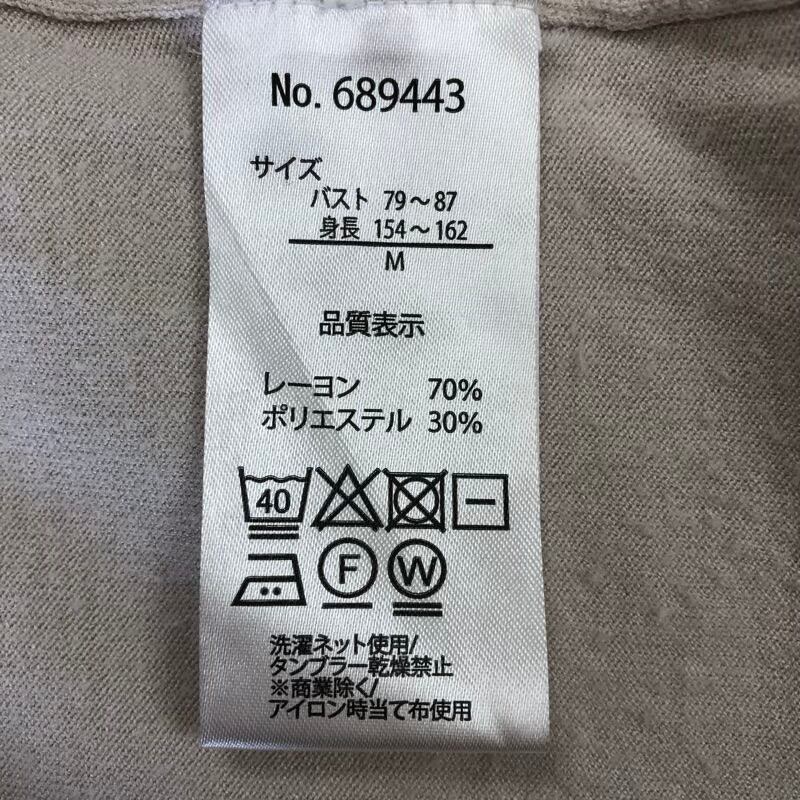 No. 689443
サイズ
バスト 79～87
身長 154～162
M
品質表示
レーヨン 70%
ポリエステル 30%
40
F W
洗濯ネット使用/
タンブラー乾燥禁止
※商業除く/
アイロン時当て布使用